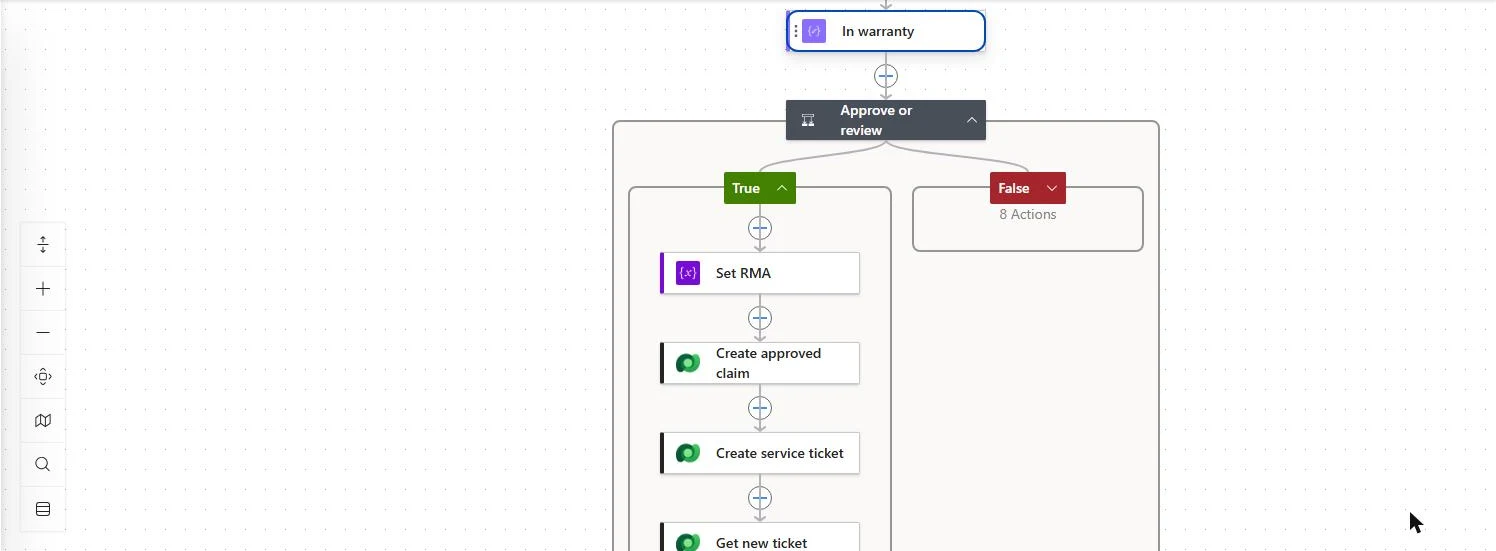 In warranty
Approve or
review
True
False
8 Actions
{x} Set RMA
Create approved
claim
Create service ticket
Get new ticket